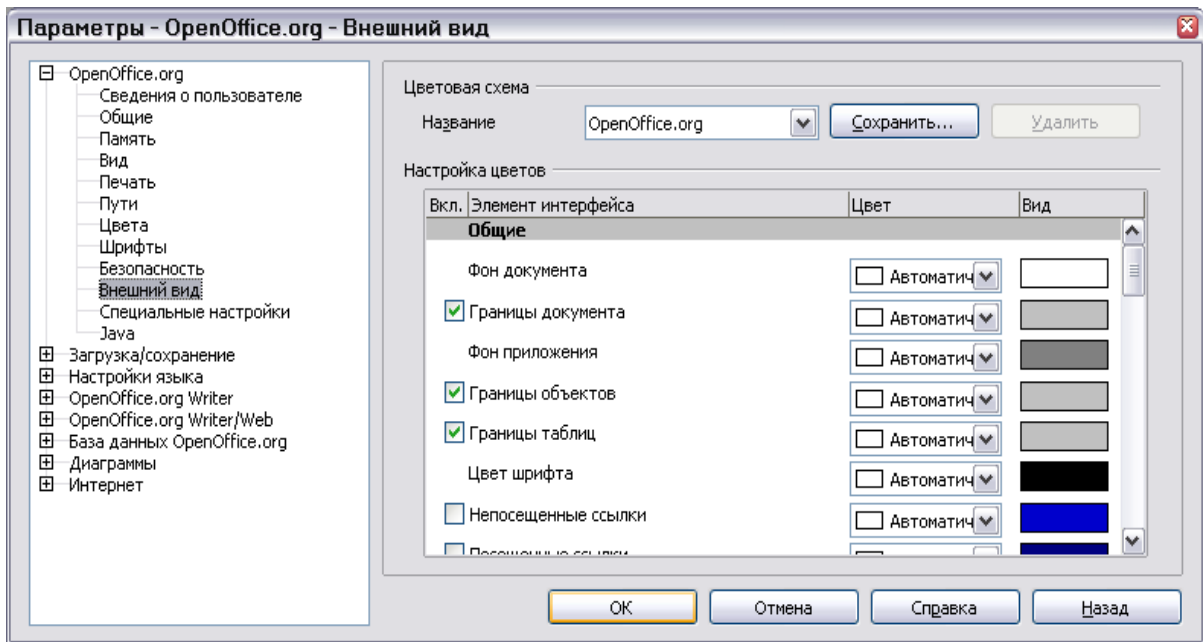 Параметры - OpenOffice.org - Внешний вид
OpenOffice.org
Сведения о пользователе
Общие
Память
Вид
Печать
Пути
Цвета
Шрифты
Безопасность
Внешний вид
Специальные настройки
Java
Загрузка/сохранение
Настройки языка
OpenOffice.org Writer
OpenOffice.org Writer/Web
База данных OpenOffice.org
Диаграммы
Интернет
Цветовая схема
Название OpenOffice.org Сохранить... Удалить
Настройка цветов
Вкл. Элемент интерфейса Цвет Вид
Общие
Фон документа Автоматич
Границы документа Автоматич
Фон приложения Автоматич
Границы объектов Автоматич
Границы таблиц Автоматич
Цвет шрифта Автоматич
Непосещенные ссылки Автоматич
Посещенные ссылки
ОК Отмена Справка Назад